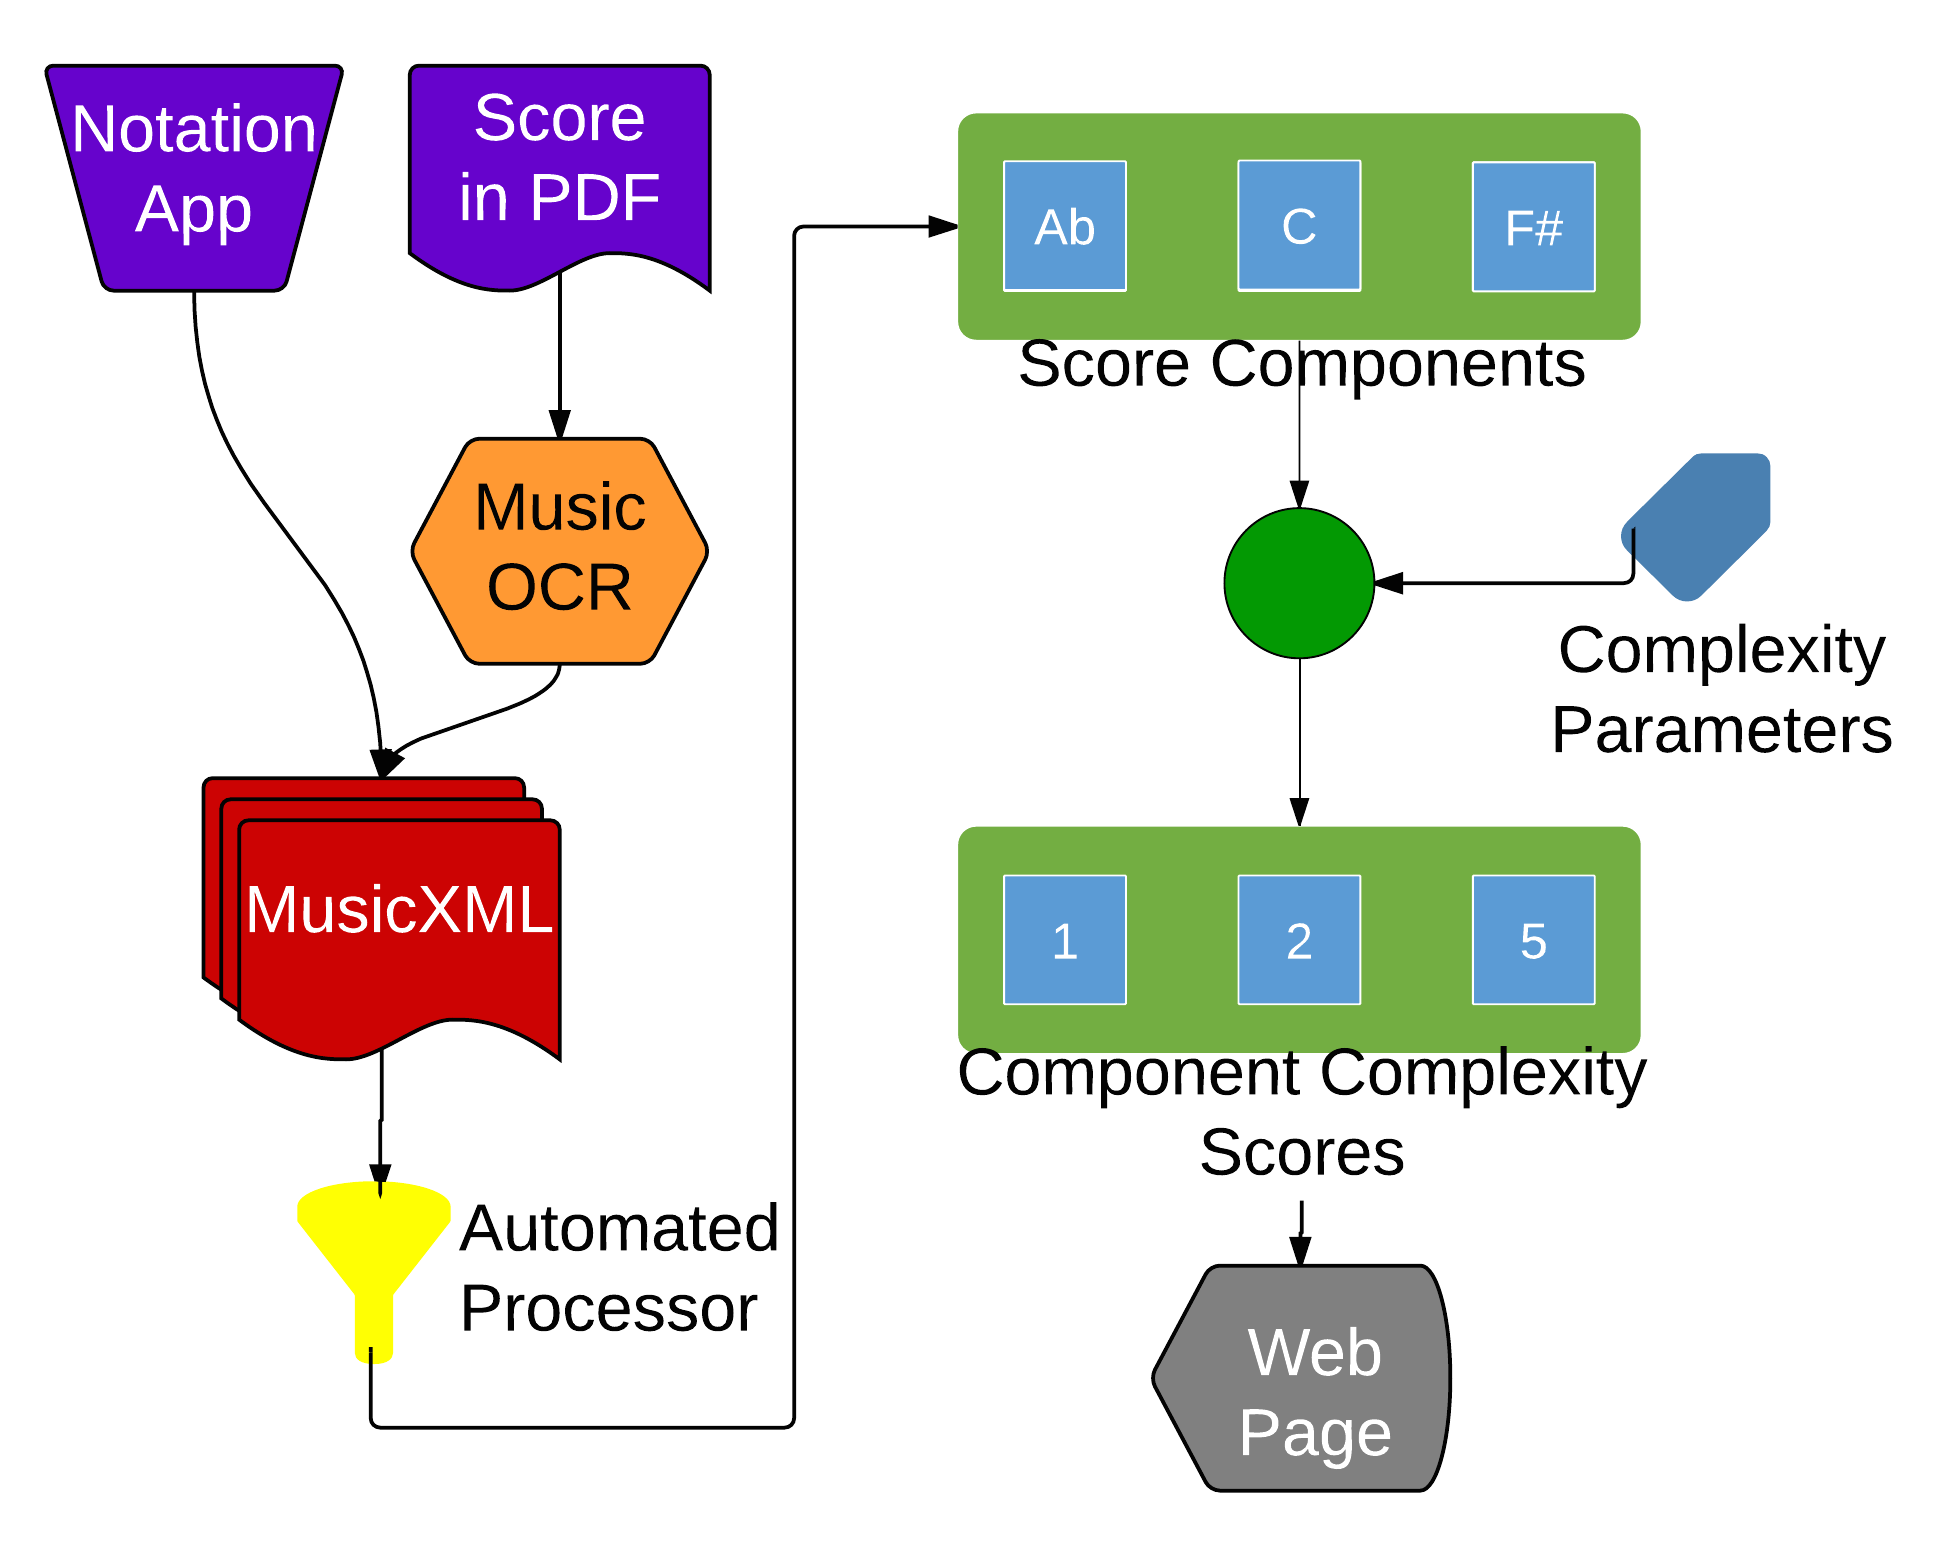 Notation
App
Score
in PDF
Music
OCR
MusicXML
Automated
Processor
Ab
C
F#
Score Components
Complexity
Parameters
1
2
5
Component Complexity
Scores
Web
Page